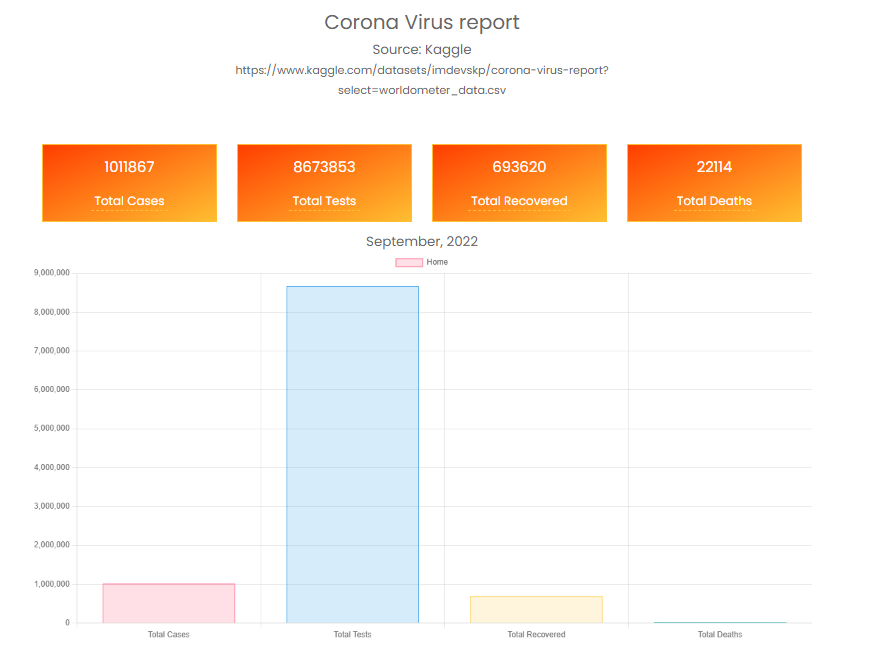 Corona Virus report
Source: Kaggle
https://www.kaggle.com/datasets/imdevskp/corona-virus-report?
select=worldometer_data.csv
1011867
Total Cases
8673853
Total Tests
693620
Total Recovered
22114
Total Deaths
September, 2022
Home
9,000,000
8,000,000
7,000,000
6,000,000
5,000,000
4,000,000
3,000,000
2,000,000
1,000,000
0
Total Cases
Total Tests
Total Recovered
Total Deaths